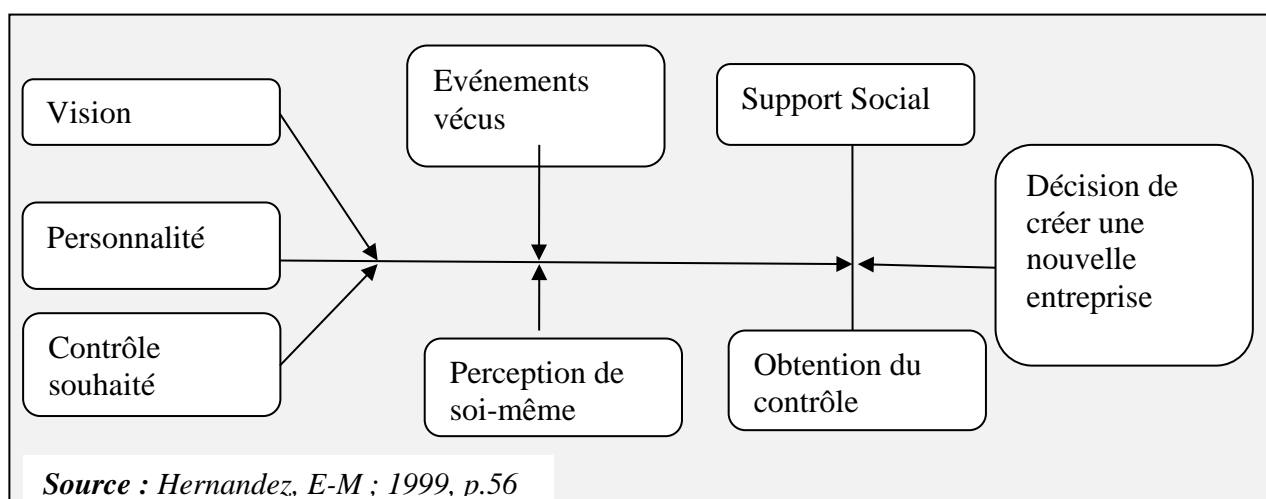 Vision
Personnalité
Contrôle
souhaité
Evénements
vécus
Perception de
soi-même
Support Social
Obtention du
contrôle
Décision de
créer une
nouvelle
entreprise
Source : Hernandez, E-M ; 1999, p.56